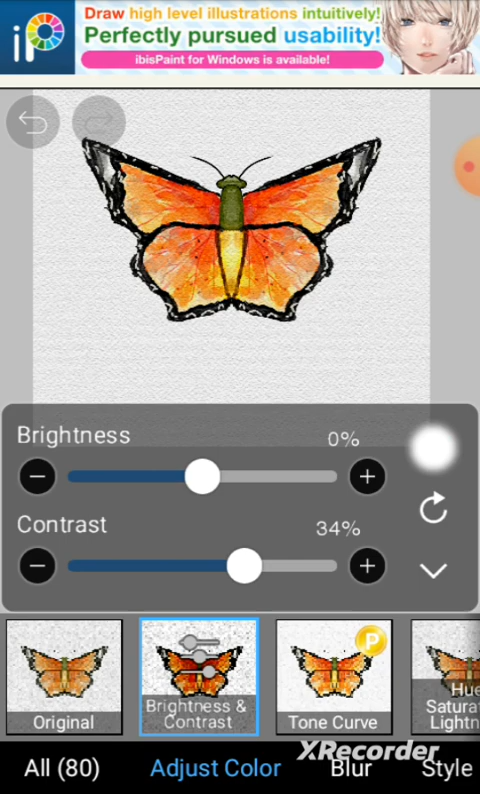 Draw high level illustrations intuitively!
Perfectly pursued usability!
ibisPaint for Windows is available!
iP
Brightness
0%
Contrast
34%
Original
Brightness &
Contrast
P
Tone Curve
Hue
Saturat
Lightn
XRecorder
All (80)
Adjust Color
Blur
Style